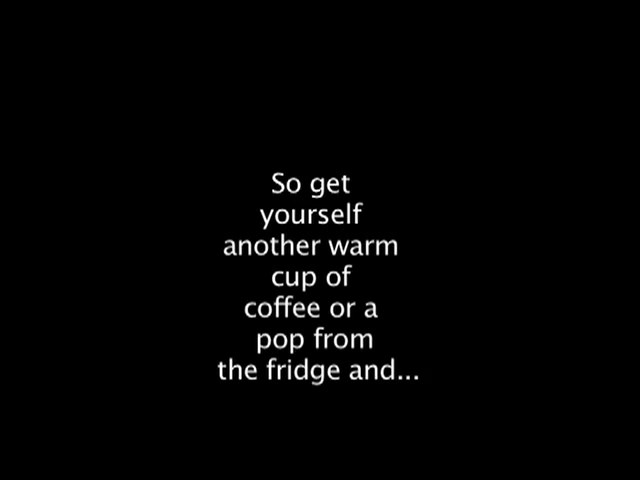 So get
yourself
another warm
cup of
coffee or a
pop from
the fridge and...